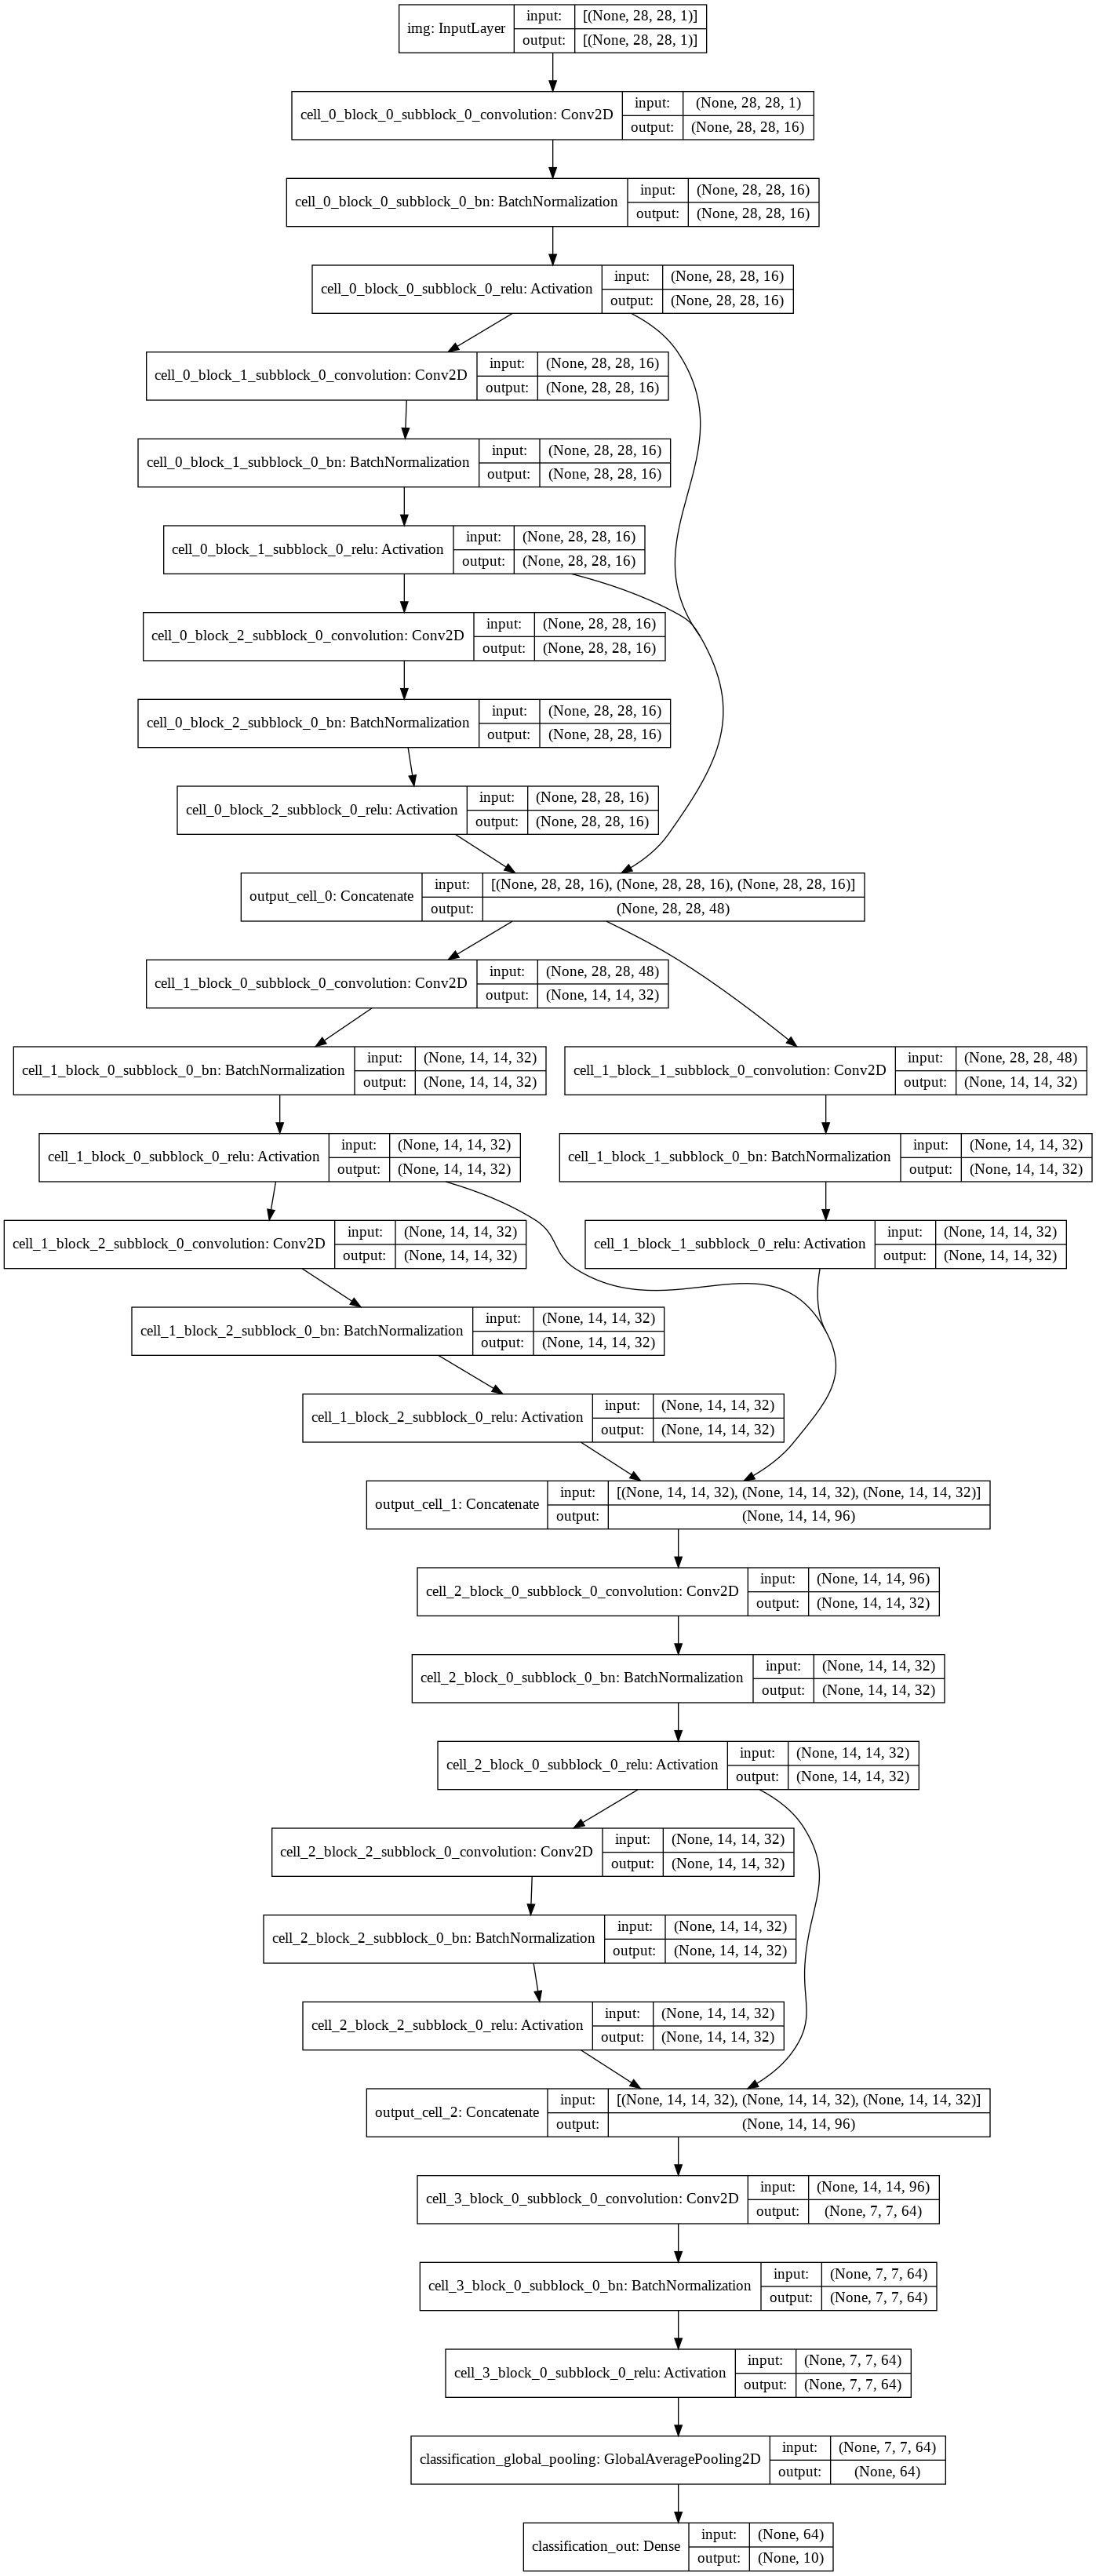 img: InputLayer
input: [(None, 28, 28, 1)]
output: [(None, 28, 28, 1)]
cell_0_block_0_subblock_0_convolution: Conv2D
input: (None, 28, 28, 1)
output: (None, 28, 28, 16)
cell_0_block_0_subblock_0_bn: BatchNormalization
input: (None, 28, 28, 16)
output: (None, 28, 28, 16)
cell_0_block_0_subblock_0_relu: Activation
input: (None, 28, 28, 16)
output: (None, 28, 28, 16)
cell_0_block_1_subblock_0_convolution: Conv2D
input: (None, 28, 28, 16)
output: (None, 28, 28, 16)
cell_0_block_1_subblock_0_bn: BatchNormalization
input: (None, 28, 28, 16)
output: (None, 28, 28, 16)
cell_0_block_1_subblock_0_relu: Activation
input: (None, 28, 28, 16)
output: (None, 28, 28, 16)
cell_0_block_2_subblock_0_convolution: Conv2D
input: (None, 28, 28, 16)
output: (None, 28, 28, 16)
cell_0_block_2_subblock_0_bn: BatchNormalization
input: (None, 28, 28, 16)
output: (None, 28, 28, 16)
cell_0_block_2_subblock_0_relu: Activation
input: (None, 28, 28, 16)
output: (None, 28, 28, 16)
output_cell_0: Concatenate
input: [(None, 28, 28, 16), (None, 28, 28, 16), (None, 28, 28, 16)]
output: (None, 28, 28, 48)
cell_1_block_0_subblock_0_convolution: Conv2D
input: (None, 28, 28, 48)
output: (None, 14, 14, 32)
cell_1_block_0_subblock_0_bn: BatchNormalization
input: (None, 14, 14, 32)
output: (None, 14, 14, 32)
cell_1_block_1_subblock_0_convolution: Conv2D
input: (None, 28, 28, 48)
output: (None, 14, 14, 32)
cell_1_block_0_subblock_0_relu: Activation
input: (None, 14, 14, 32)
output: (None, 14, 14, 32)
cell_1_block_1_subblock_0_bn: BatchNormalization
input: (None, 14, 14, 32)
output: (None, 14, 14, 32)
cell_1_block_2_subblock_0_convolution: Conv2D
input: (None, 14, 14, 32)
output: (None, 14, 14, 32)
cell_1_block_1_subblock_0_relu: Activation
input: (None, 14, 14, 32)
output: (None, 14, 14, 32)
cell_1_block_2_subblock_0_bn: BatchNormalization
input: (None, 14, 14, 32)
output: (None, 14, 14, 32)
cell_1_block_2_subblock_0_relu: Activation
input: (None, 14, 14, 32)
output: (None, 14, 14, 32)
output_cell_1: Concatenate
input: [(None, 14, 14, 32), (None, 14, 14, 32), (None, 14, 14, 32)]
output: (None, 14, 14, 96)
cell_2_block_0_subblock_0_convolution: Conv2D
input: (None, 14, 14, 96)
output: (None, 14, 14, 32)
cell_2_block_0_subblock_0_bn: BatchNormalization
input: (None, 14, 14, 32)
output: (None, 14, 14, 32)
cell_2_block_0_subblock_0_relu: Activation
input: (None, 14, 14, 32)
output: (None, 14, 14, 32)
cell_2_block_2_subblock_0_convolution: Conv2D
input: (None, 14, 14, 32)
output: (None, 14, 14, 32)
cell_2_block_2_subblock_0_bn: BatchNormalization
input: (None, 14, 14, 32)
output: (None, 14, 14, 32)
cell_2_block_2_subblock_0_relu: Activation
input: (None, 14, 14, 32)
output: (None, 14, 14, 32)
output_cell_2: Concatenate
input: [(None, 14, 14, 32), (None, 14, 14, 32), (None, 14, 14, 32)]
output: (None, 14, 14, 96)
cell_3_block_0_subblock_0_convolution: Conv2D
input: (None, 14, 14, 96)
output: (None, 7, 7, 64)
cell_3_block_0_subblock_0_bn: BatchNormalization
input: (None, 7, 7, 64)
output: (None, 7, 7, 64)
cell_3_block_0_subblock_0_relu: Activation
input: (None, 7, 7, 64)
output: (None, 7, 7, 64)
classification_global_pooling: GlobalAveragePooling2D
input: (None, 7, 7, 64)
output: (None, 64)
classification_out: Dense
input: (None, 64)
output: (None, 10)